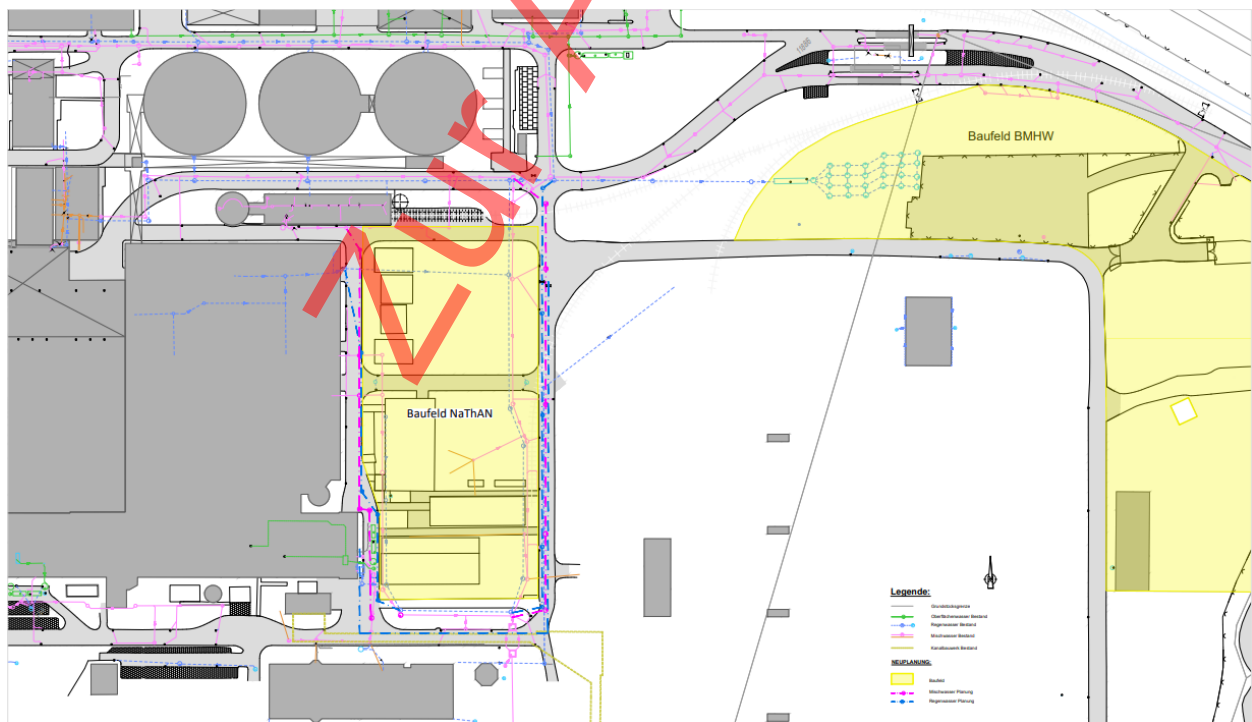 Zur K
Baufeld BMHW
Baufeld NaThAN
Legende:
Grundstücksgrenze
Oberflächenwasser Bestand
Regenwasser Bestand
Mischwasser Bestand
Kanalbauwerk Bestand
NEUPLANUNG:
Baufeld
Mischwasser Planung
Regenwasser Planung